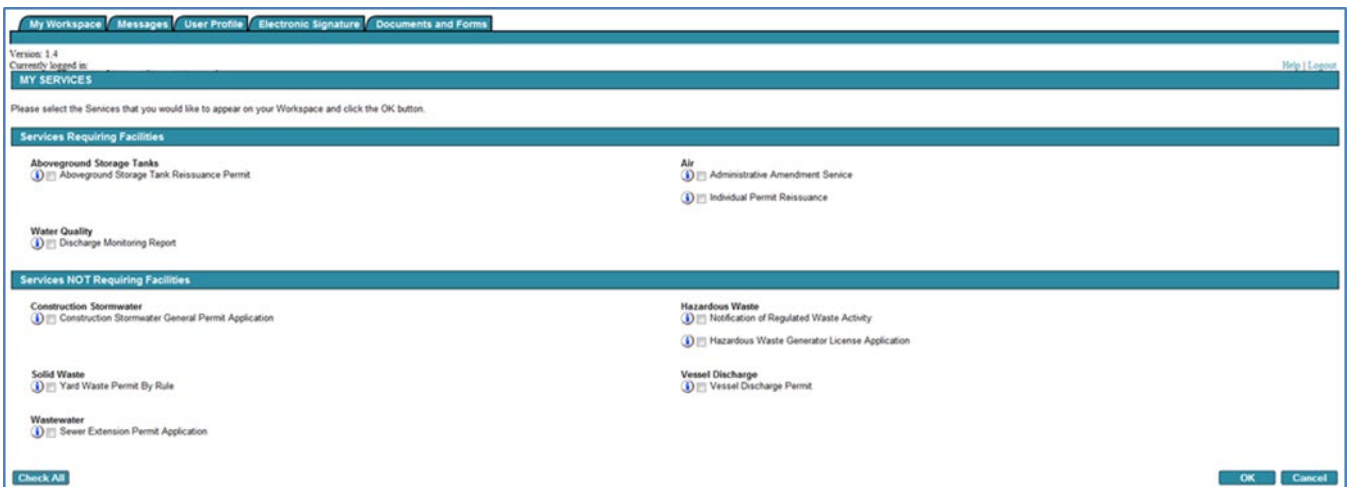 My Workspace Messages User Profile Electronic Signature Documents and Forms
Version: 1.4
Currently logged in:
Help | Logout
MY SERVICES
Please select the Services that you would like to appear on your Workspace and click the OK button.
Services Requiring Facilities
Aboveground Storage Tanks
Aboveground Storage Tank Reissuance Permit
Air
Administrative Amendment Service
Individual Permit Reissuance
Water Quality
Discharge Monitoring Report
Services NOT Requiring Facilities
Construction Stormwater
Construction Stormwater General Permit Application
Hazardous Waste
Notification of Regulated Waste Activity
Hazardous Waste Generator License Application
Solid Waste
Yard Waste Permit By Rule
Vessel Discharge
Vessel Discharge Permit
Wastewater
Sewer Extension Permit Application
Check All
OK Cancel